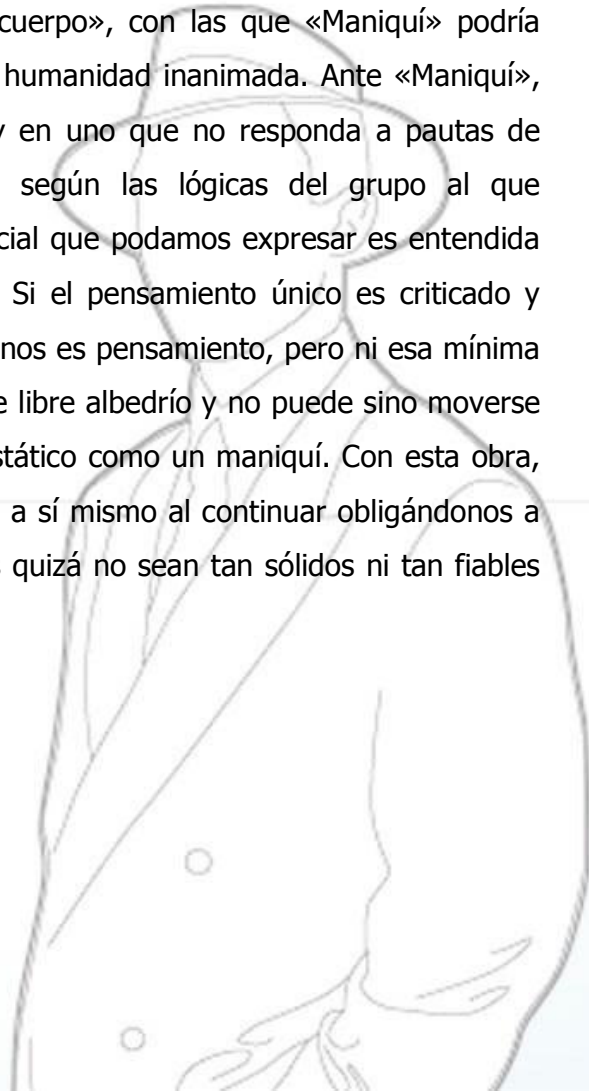 cuerpo», con las que «Maniquí» podría
humanidad inanimada. Ante «Maniquí»,
y en uno que no responda a pautas de
según las lógicas del grupo al que
cial que podamos expresar es entendida
Si el pensamiento único es criticado y
nos es pensamiento, pero ni esa mínima
e libre albedrío y no puede sino moverse
stático como un maniquí. Con esta obra,
a sí mismo al continuar obligándonos a
quizá no sean tan sólidos ni tan fiables